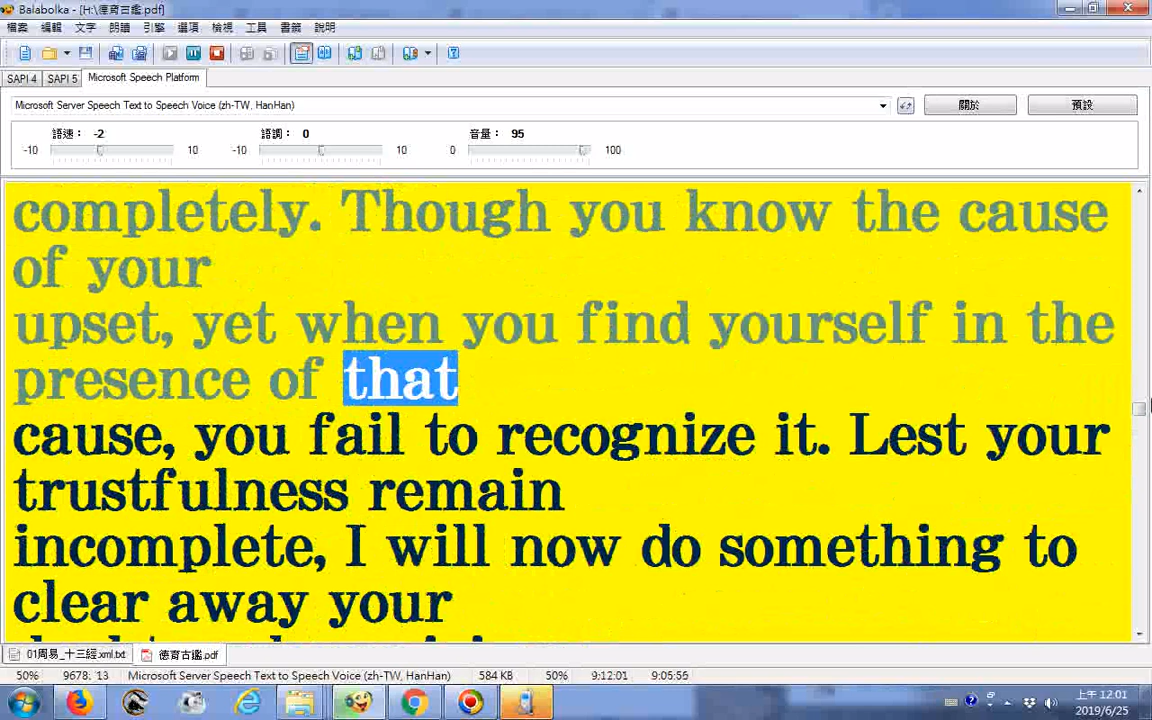 Balabolka - [H:\德育古鑑.pdf]
檔案 編輯 文字 朗讀 引擎 選項 檢視 工具 書籤 說明
SAPI 4 SAPI 5 Microsoft Speech Platform
Microsoft Server Speech Text to Speech Voice (zh-TW, HanHan) 關於 預設
語速： -2 語調： 0 音量： 95
-10 10 -10 10 0 100
completely. Though you know the cause
of your
upset, yet when you find yourself in the
presence of that
cause, you fail to recognize it. Lest your
trustfulness remain
incomplete, I will now do something to
clear away your
01周易_十三經.xml.txt 德育古鑑.pdf
50% 9678: 13 Microsoft Server Speech Text to Speech Voice (zh-TW, HanHan) 584 KB 50% 9:12:01 9:05:55
上午 12:01
2019/6/25